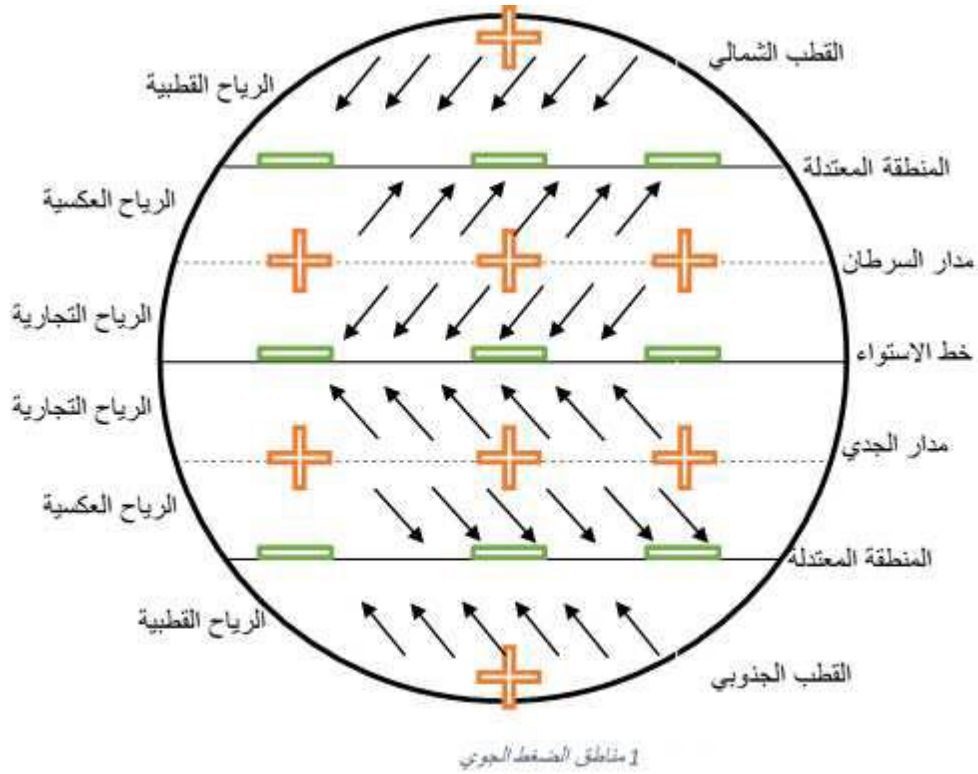 القطب الشمالي
الرياح القطبية
المنطقة المعتدلة
الرياح العكسية
مدار السرطان
الرياح التجارية
خط الاستواء
الرياح التجارية
مدار الجدي
الرياح العكسية
المنطقة المعتدلة
الرياح القطبية
القطب الجنوبي
1 مناطق الضغط الجوي